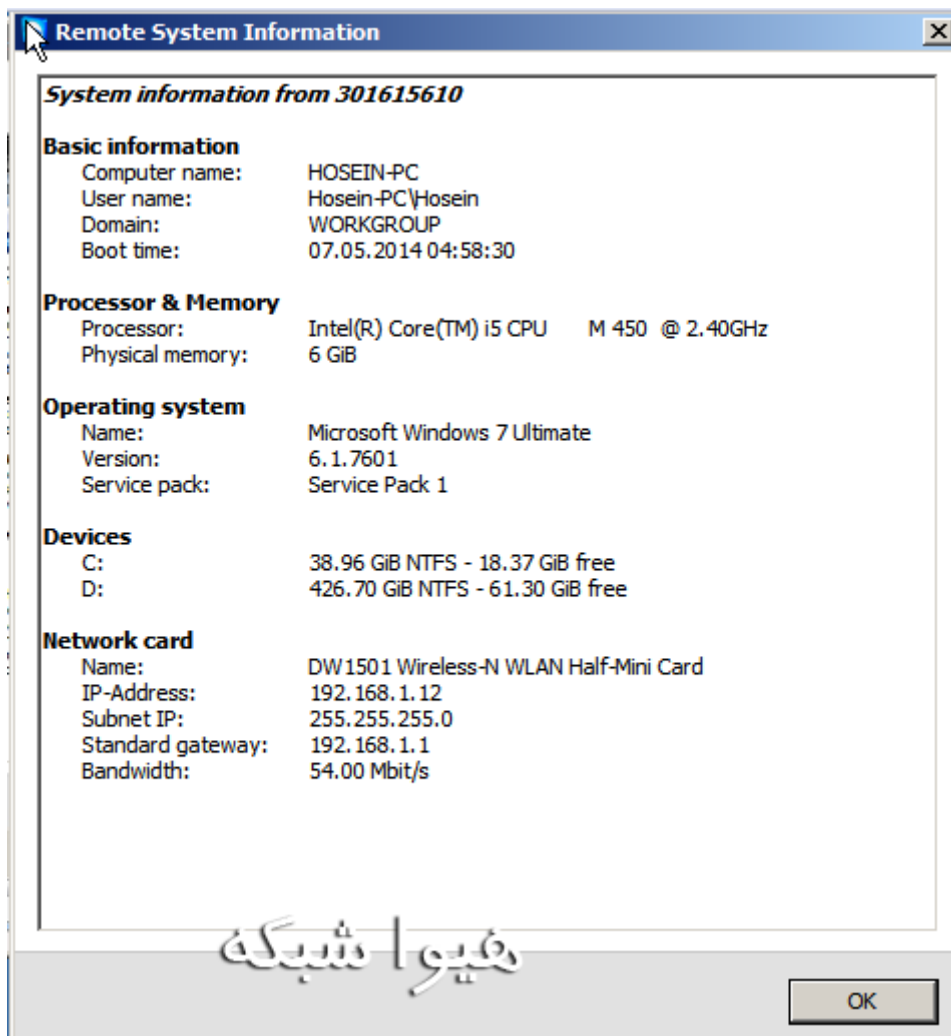 Remote System Information
System information from 301615610
Basic information
Computer name: HOSEIN-PC
User name: Hosein-PC\Hosein
Domain: WORKGROUP
Boot time: 07.05.2014 04:58:30
Processor & Memory
Processor: Intel(R) Core(TM) i5 CPU M 450 @ 2.40GHz
Physical memory: 6 GiB
Operating system
Name: Microsoft Windows 7 Ultimate
Version: 6.1.7601
Service pack: Service Pack 1
Devices
C: 38.96 GiB NTFS - 18.37 GiB free
D: 426.70 GiB NTFS - 61.30 GiB free
Network card
Name: DW1501 Wireless-N WLAN Half-Mini Card
IP-Address: 192.168.1.12
Subnet IP: 255.255.255.0
Standard gateway: 192.168.1.1
Bandwidth: 54.00 Mbit/s
هیوا شبکه
OK